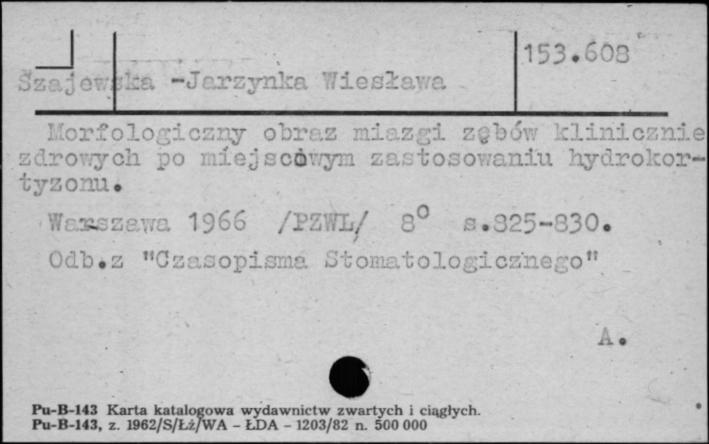 153.608
Szajewska -Jarzynka Wiesława
Morfologiczny obraz miazgi zębów klinicznie
zdrowych po miejscowym zastosowaniu hydrokor-
tyzonu.
Warszawa 1966 /PZWL/ 8° s.825-830.
Odb.z "Czasopisma Stomatologicznego"
A.
Pu-B-143 Karta katalogowa wydawnictw zwartych i ciągłych.
Pu-B-143, z. 1962/S/Łź/WA - ŁDA - 1203/82 n. 500 000